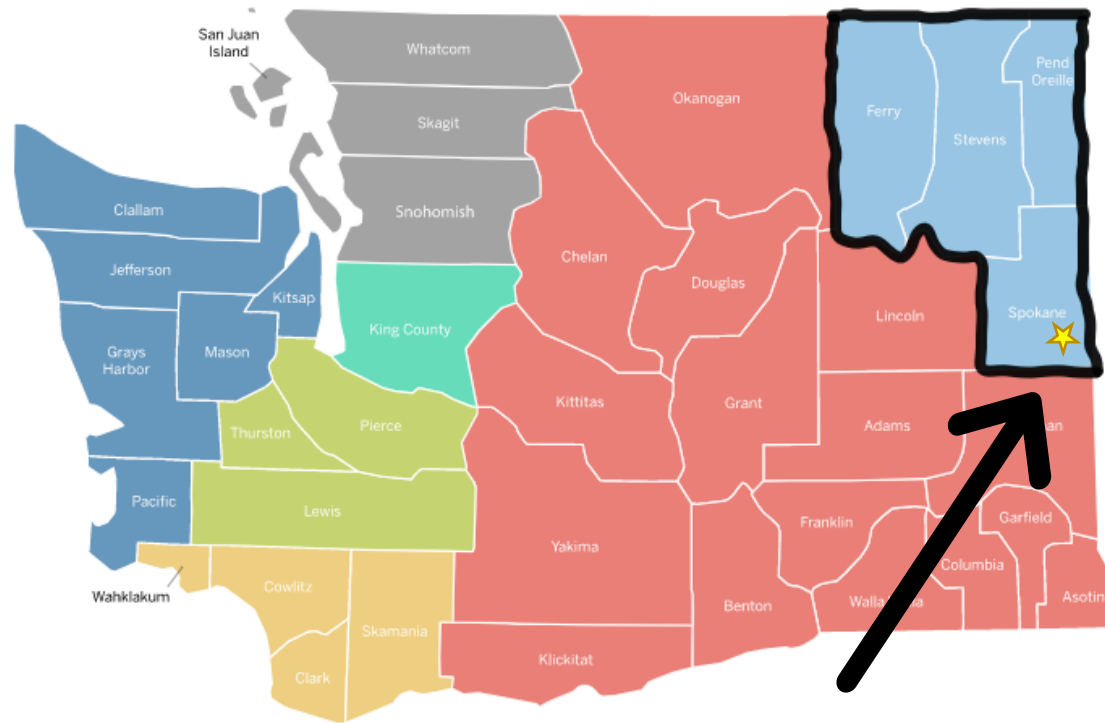 San Juan
Island
Whatcom
Skagit
Snohomish
Okanogan
Ferry
Stevens
Pend
Oreille
Clallam
Jefferson
Kitsap
Grays
Harbor
Mason
King County
Chelan
Douglas
Lincoln
Spokane
Kittitas
Grant
Adams
Thurston
Pierce
Pacific
Lewis
Yakima
Franklin
Garfield
Columbia
Wahklakum
Cowlitz
Skamania
Benton
Walla
Asotin
Clark
Klickitat